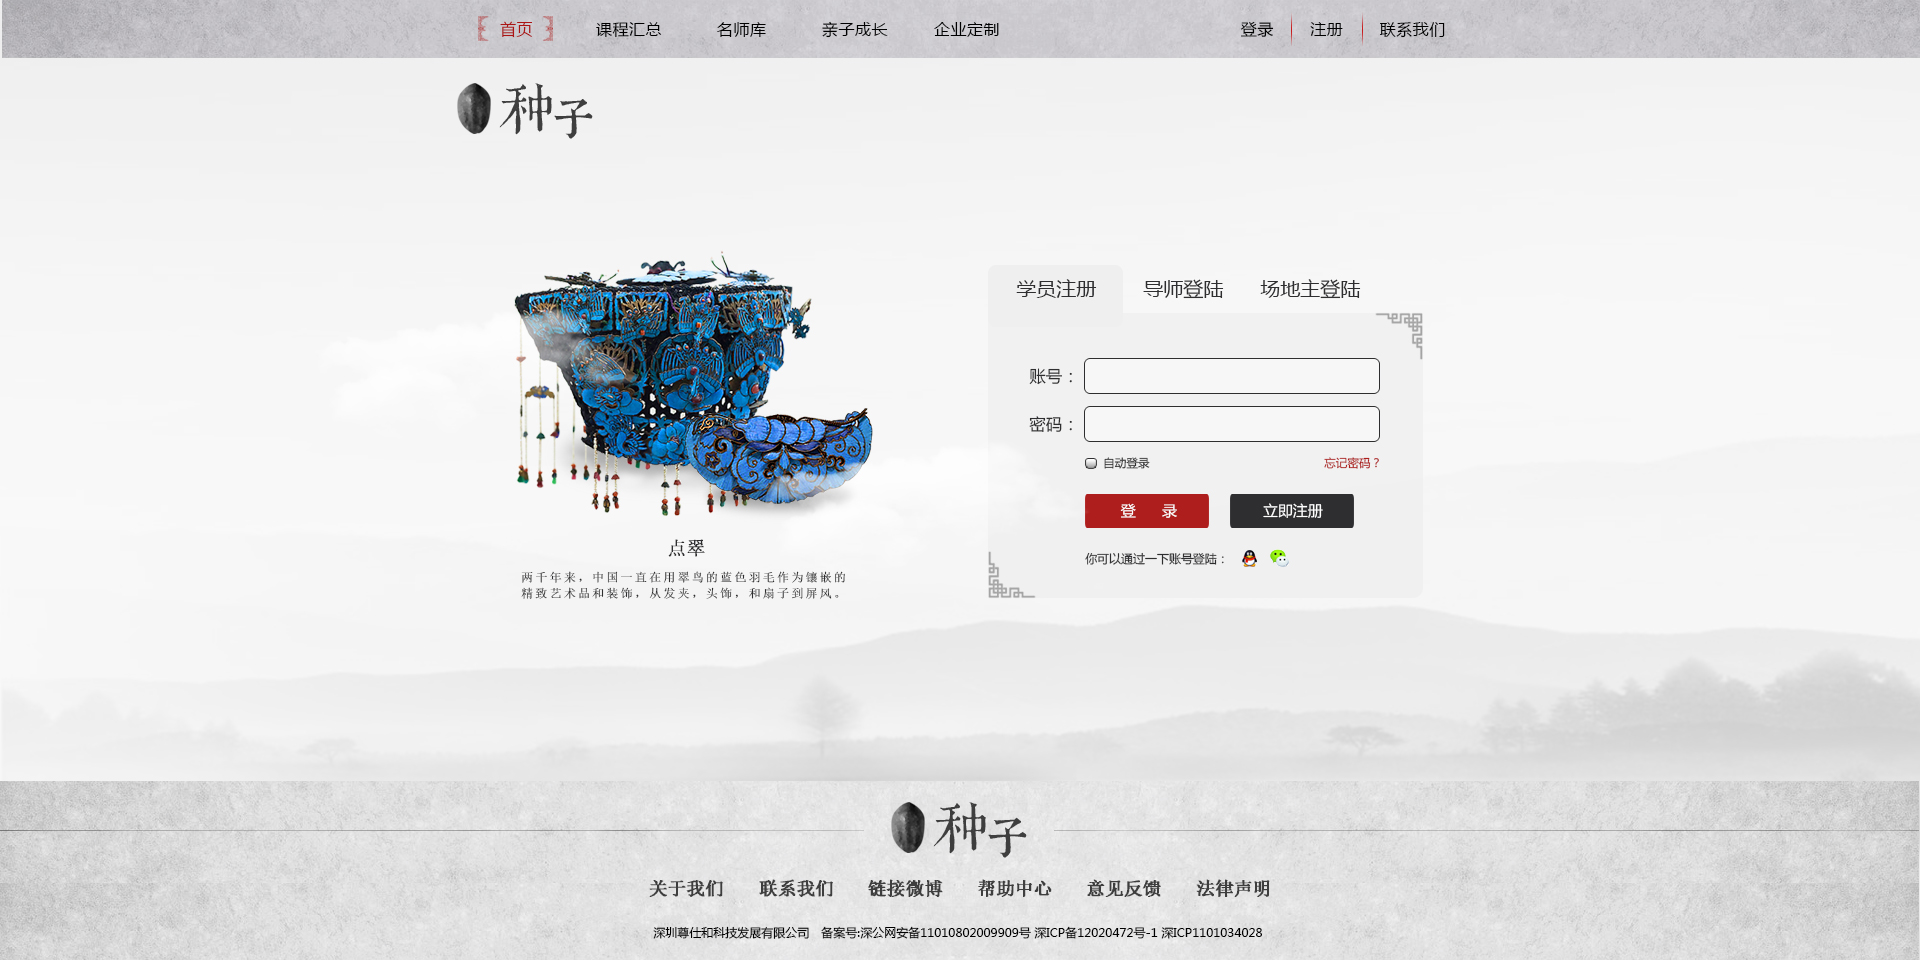 首页 课程汇总 名师库 亲子成长 企业定制 登录 注册 联系我们
种子
学员注册 导师登陆 场地主登陆
账号：
密码：
自动登录 忘记密码？
登 录 立即注册
你可以通过一下账号登陆：
点翠
两千年来，中国一直在用翠鸟的蓝色羽毛作为镶嵌的
精致艺术品和装饰，从发夹，头饰，和扇子到屏风。
种子
关于我们 联系我们 链接微博 帮助中心 意见反馈 法律声明
深圳尊仕和科技发展有限公司 备案号:深公网安备11010802009909号 深ICP备12020472号-1 深ICP1101034028